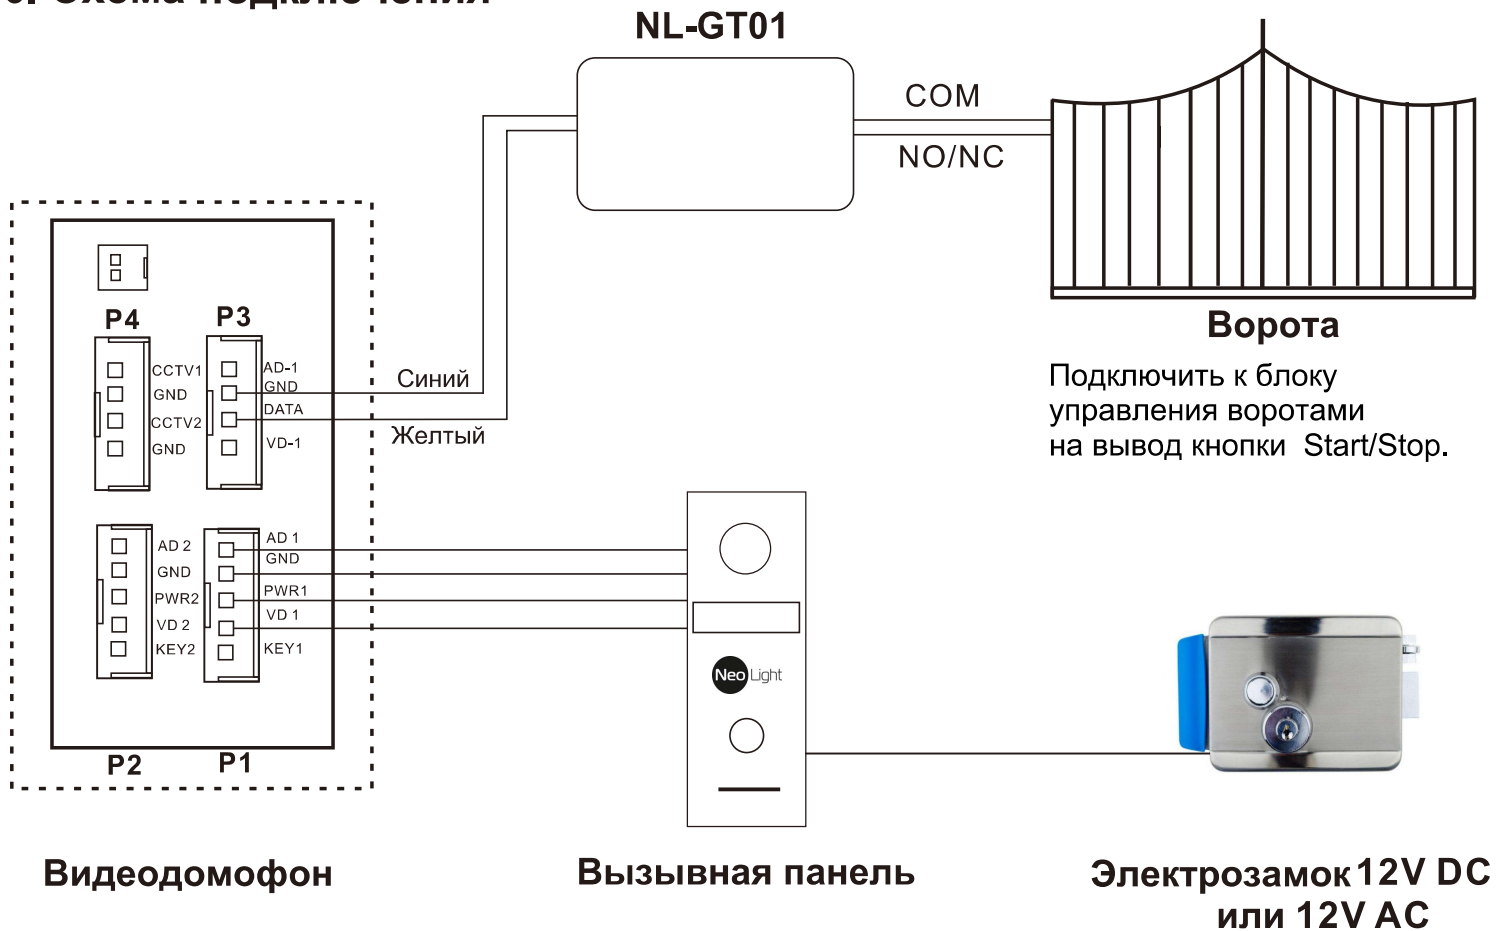 Схема подключения
NL-GT01
COM
NO/NC
Ворота
Подключить к блоку
управления воротами
на вывод кнопки Start/Stop.
P4
P3
CCTV1
GND
CCTV2
GND
AD-1
GND
DATA
VD-1
Синий
Желтый
AD 2
GND
PWR2
VD 2
KEY2
AD 1
GND
PWR1
VD 1
KEY1
P2
P1
Neo Light
Видеодомофон
Вызывная панель
Электрозамок 12V DC
или 12V AC